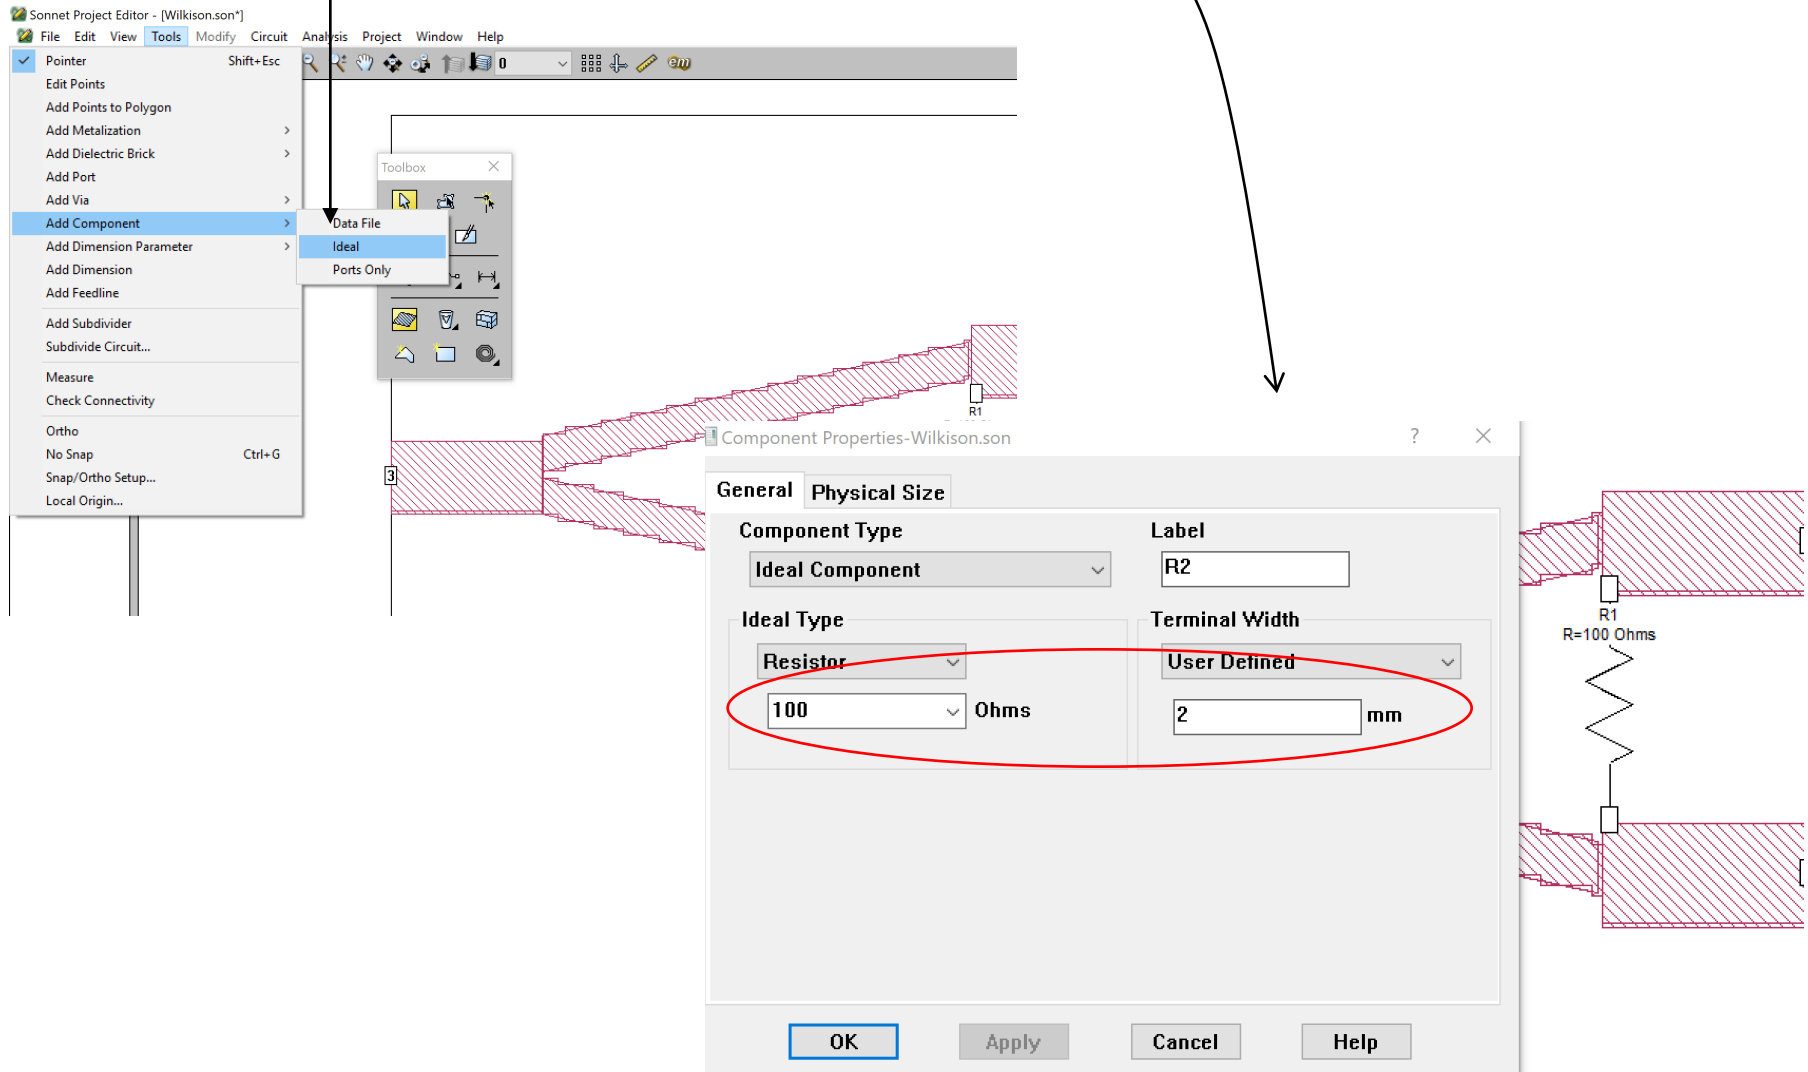 Sonnet Project Editor - [Wilkison.son*]
File Edit View Tools Modify Circuit Analysis Project Window Help
Pointer Shift+Esc
0
em
Edit Points
Add Points to Polygon
Add Metalization
Add Dielectric Brick
Add Port
Add Via
Add Component
Add Dimension Parameter
Add Dimension
Add Feedline
Add Subdivider
Subdivide Circuit...
Measure
Check Connectivity
Ortho
No Snap Ctrl+G
Snap/Ortho Setup...
Local Origin...
Data File
Ideal
Ports Only
Toolbox
3
R1
Component Properties-Wilkison.son ?
General Physical Size
Component Type Label
Ideal Component R2
Ideal Type Terminal Width
Resistor User Defined
100 Ohms 2 mm
OK Apply Cancel Help
R1
R=100 Ohms